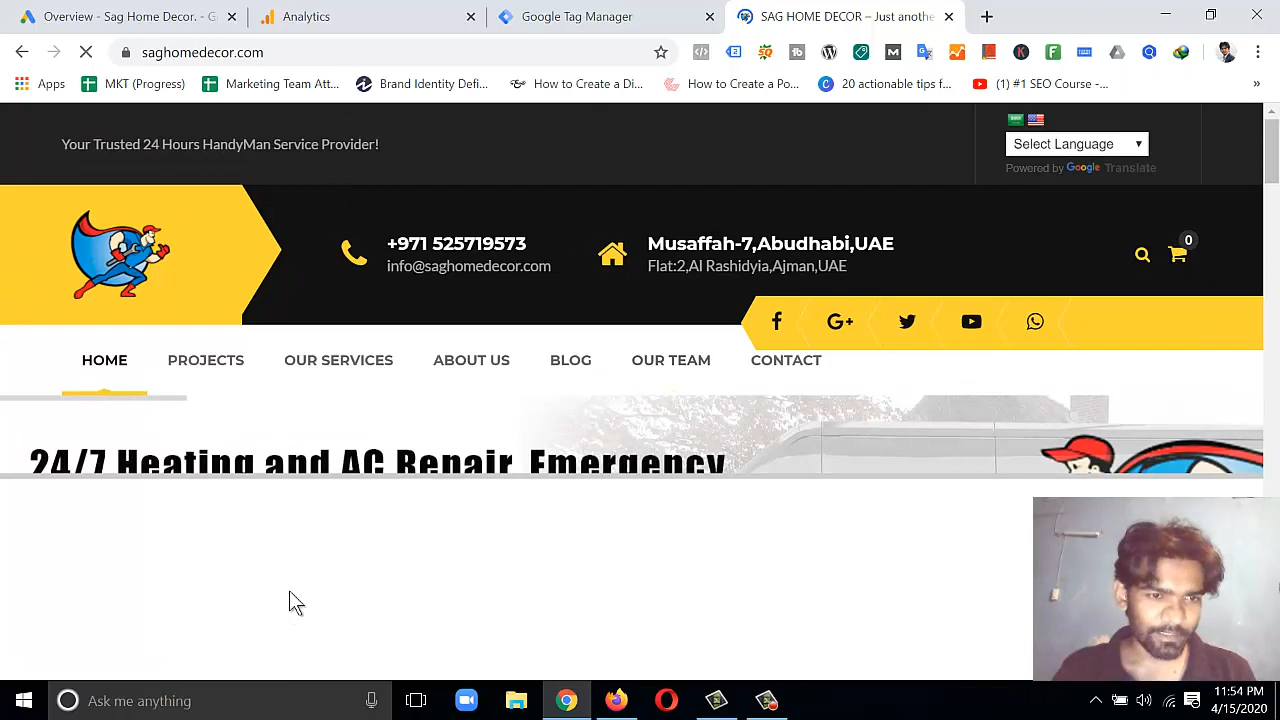 Overview - Sag Home Decor. - G
Analytics
Google Tag Manager
SAG HOME DECOR – Just anothe
saghomedecor.com
Apps
MKT (Progress)
Marketing Team Att...
Brand Identity Defi...
How to Create a Di...
How to Create a Po...
20 actionable tips f...
(1) #1 SEO Course -...
Your Trusted 24 Hours HandyMan Service Provider!
Select Language
Powered by Google Translate
+971 525719573
info@saghomedecor.com
Musaffah-7,Abudhabi,UAE
Flat:2,Al Rashidyia,Ajman,UAE
0
HOME
PROJECTS
OUR SERVICES
ABOUT US
BLOG
OUR TEAM
CONTACT
24/7 Heating and AC Repair Emergency
Ask me anything
11:54 PM
4/15/2020